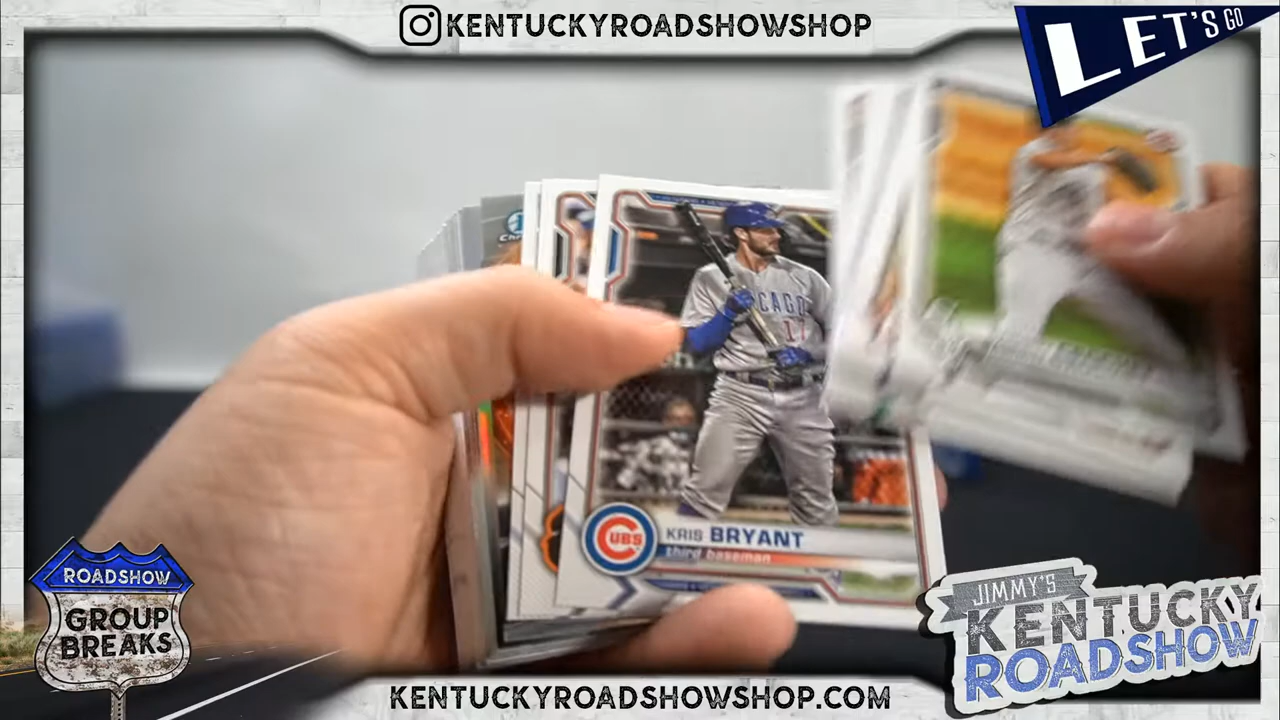 KENTUCKYROADSHOWSHOP
LET'S GO
CHICAGO
17
CUBS
KRIS BRYANT
third baseman
ROADSHOW
GROUP
BREAKS
JIMMY'S
KENTUCKY
ROADSHOW
KENTUCKYROADSHOWSHOP.COM